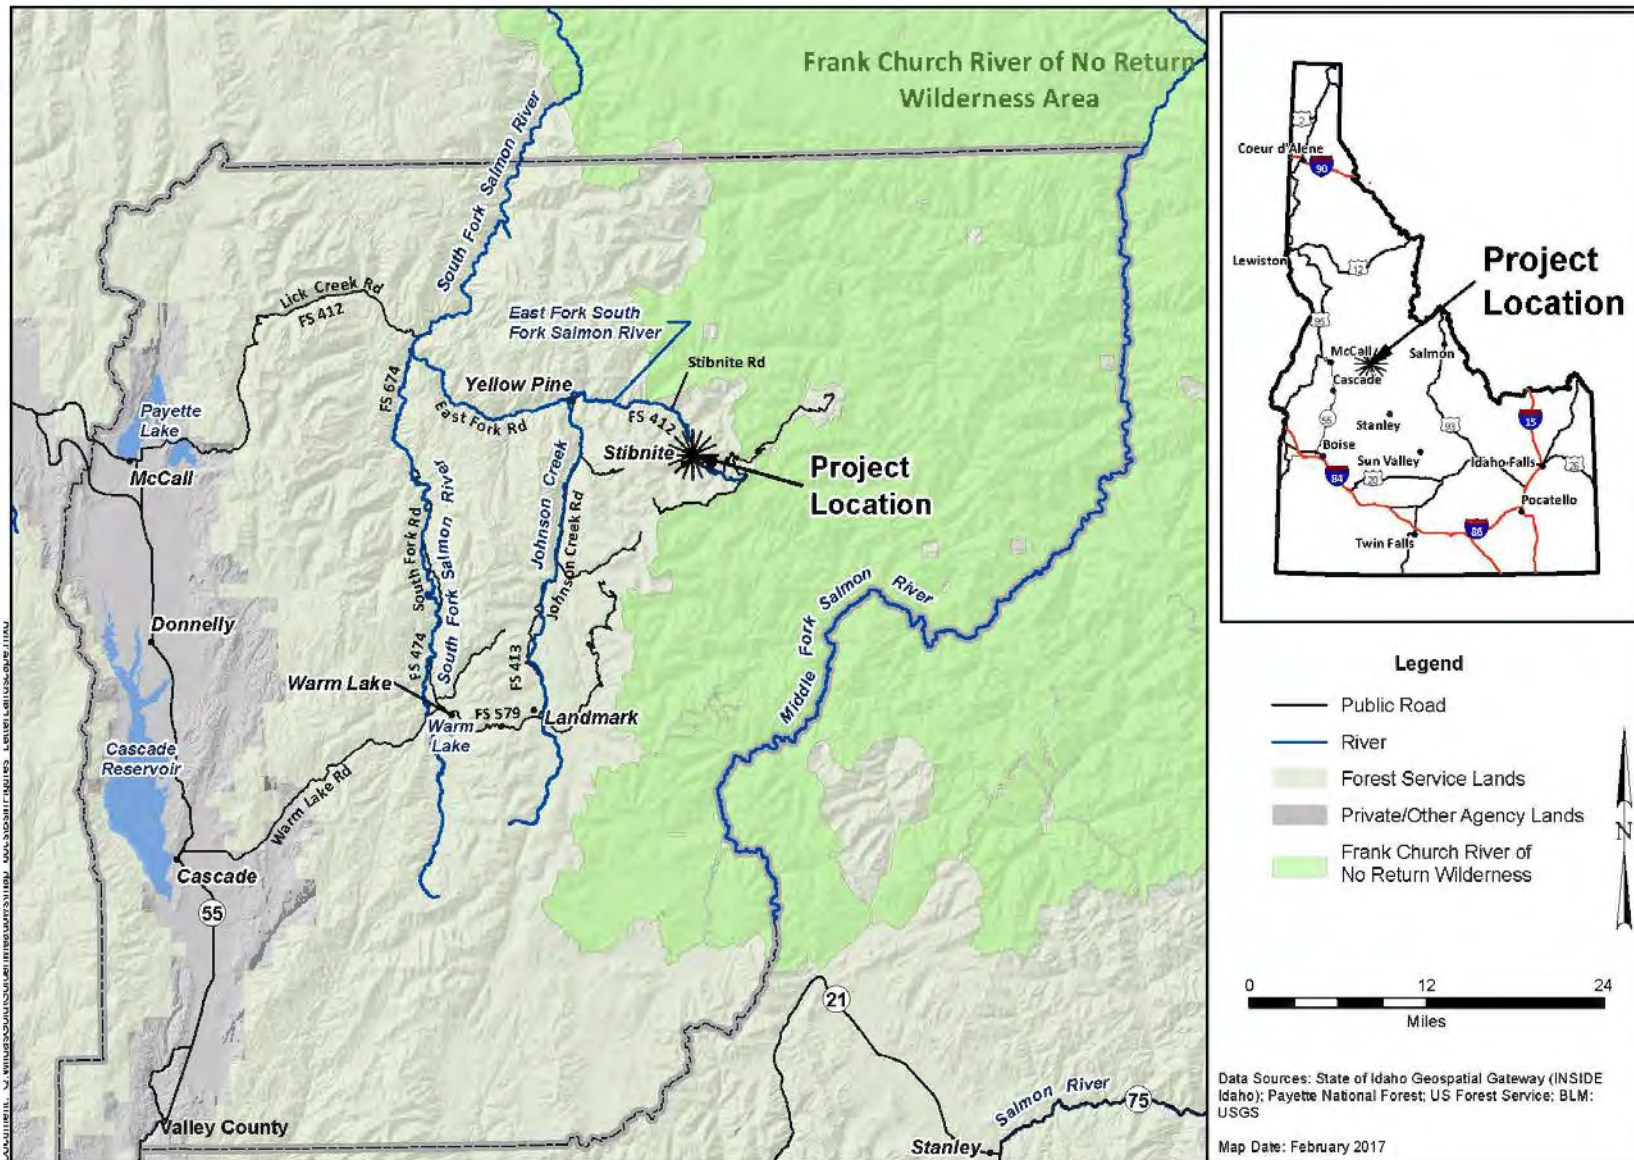 Frank Church River of No Return
Wilderness Area
South Fork Salmon River
Lick Creek Rd
FS 412
East Fork South
Fork Salmon River
Stibnite Rd
FS 674
Yellow Pine
East Fork Rd
FS 412
Payette
Lake
McCall
Stibnite
Project
Location
Johnson Creek
Johnson Creek Rd
South Fork Rd
South Fork Salmon River
Middle Fork Salmon River
Donnelly
FS 474
FS 413
Warm Lake
FS 579
Landmark
Warm
Lake
Cascade
Reservoir
Warm Lake Rd
Cascade
55
21
Salmon River
75
Valley County
Stanley
2
Coeur d'Alene
90
Lewiston
12
Project
Location
95
McCall
Salmon
Cascade
55
Stanley
93
15
Boise
Sun Valley
Idaho Falls
26
84
20
Pocatello
86
Twin Falls
Legend
Public Road
River
Forest Service Lands
Private/Other Agency Lands
Frank Church River of
No Return Wilderness
N
0 12 24
Miles
Data Sources: State of Idaho Geospatial Gateway (INSIDE
Idaho); Payette National Forest; US Forest Service; BLM:
USGS
Map Date: February 2017